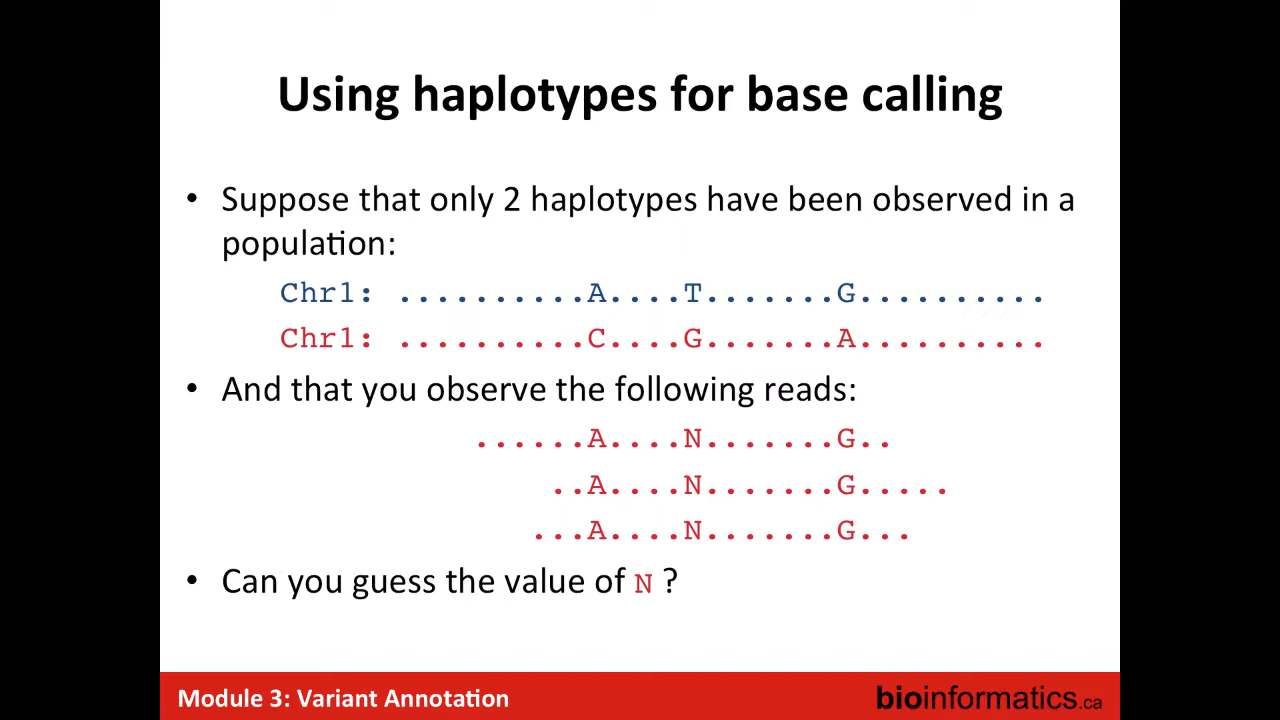 Using haplotypes for base calling
• Suppose that only 2 haplotypes have been observed in a
population:
Chr1: ..........A....T.......G..........
Chr1: ..........C....G.......A..........
• And that you observe the following reads:
......A....N.......G..
..A....N.......G.....
...A....N.......G...
• Can you guess the value of N ?
Module 3: Variant Annotation
bioinformatics.ca